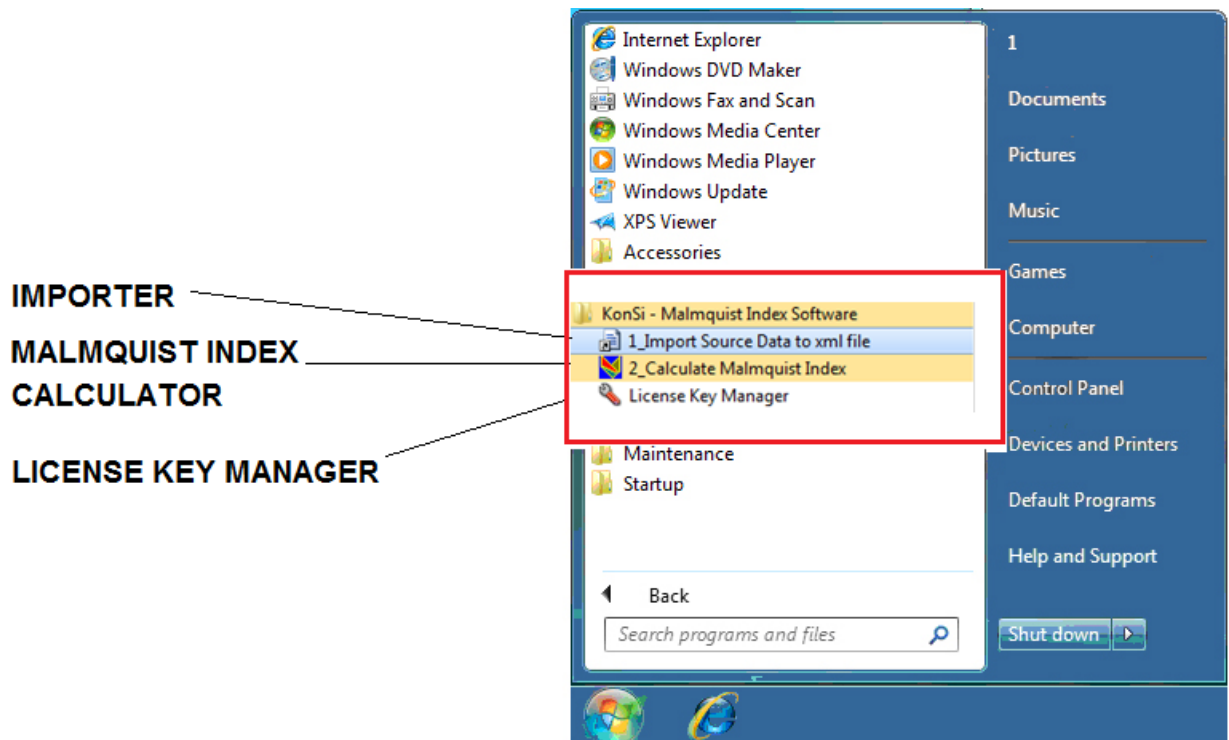 IMPORTER
MALMQUIST INDEX
CALCULATOR
LICENSE KEY MANAGER
Internet Explorer
Windows DVD Maker
Windows Fax and Scan
Windows Media Center
Windows Media Player
Windows Update
XPS Viewer
Accessories
KonSi - Malmquist Index Software
1_Import Source Data to xml file
2_Calculate Malmquist Index
License Key Manager
Maintenance
Startup
Back
Search programs and files
1
Documents
Pictures
Music
Games
Computer
Control Panel
Devices and Printers
Default Programs
Help and Support
Shut down